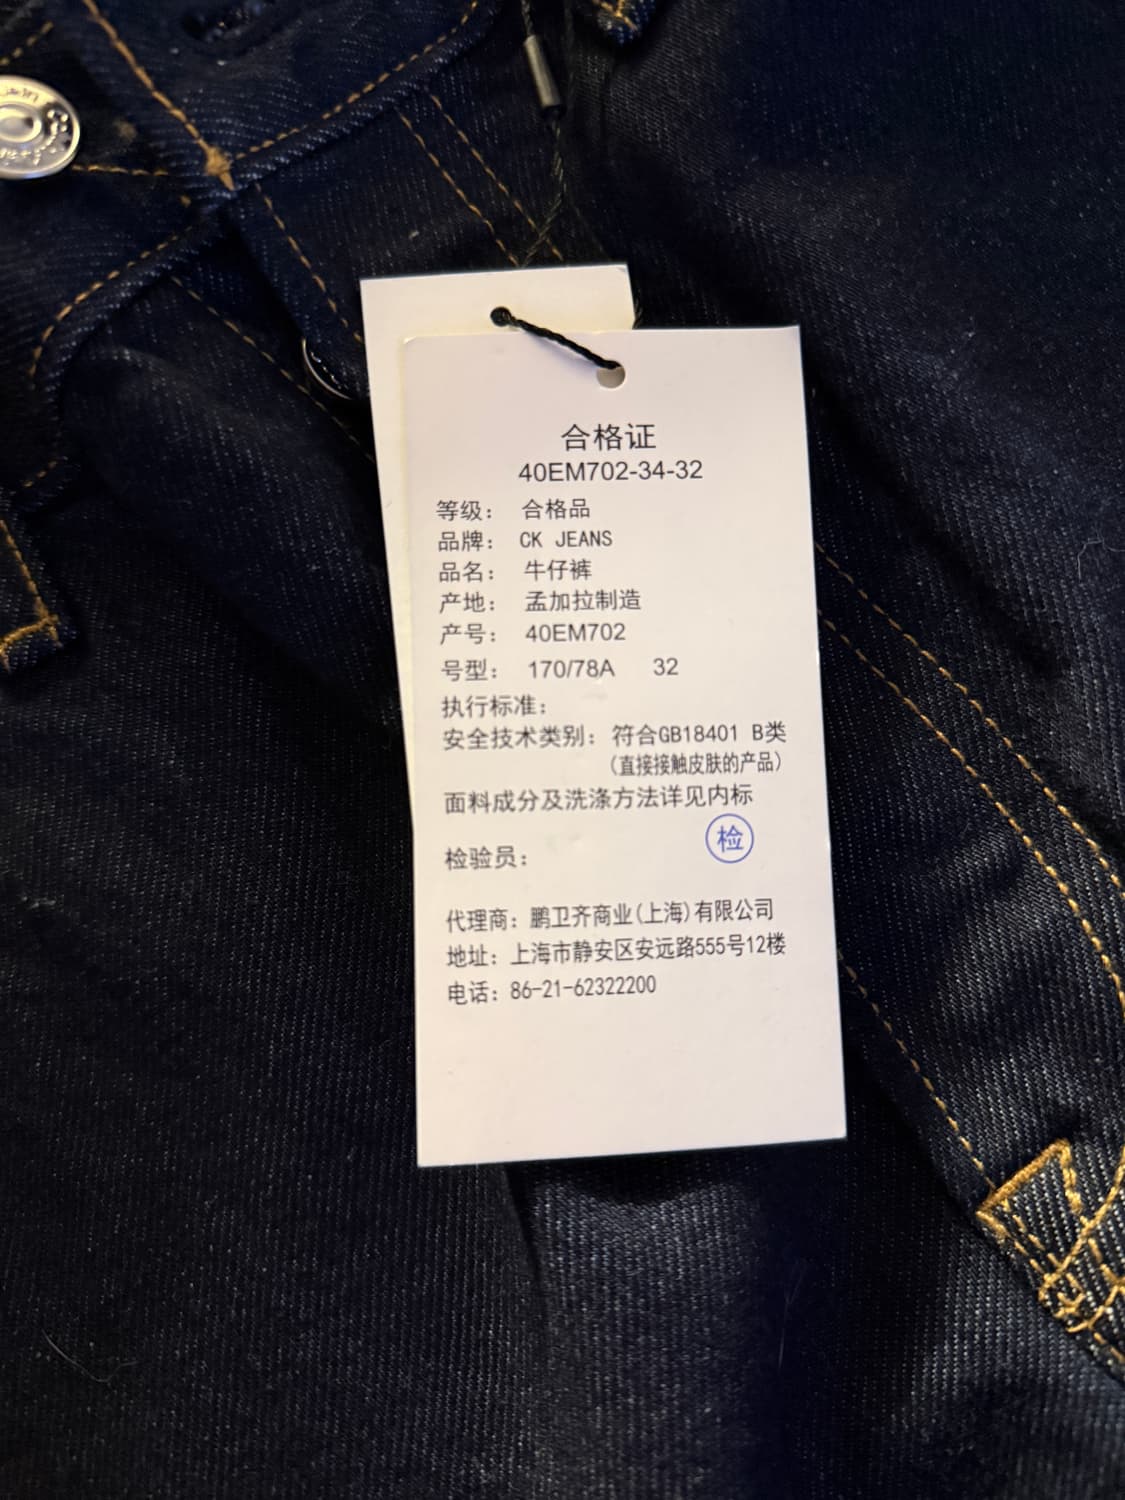 合格证
40EM702-34-32
等级： 合格品
品牌： CK JEANS
品名： 牛仔裤
产地： 孟加拉制造
产号： 40EM702
号型： 170/78A 32
执行标准：
安全技术类别：符合GB18401 B类
(直接接触皮肤的产品)
面料成分及洗涤方法详见内标
检
检验员：
代理商：鹏卫齐商业(上海)有限公司
地址：上海市静安区安远路555号12楼
电话：86-21-62322200